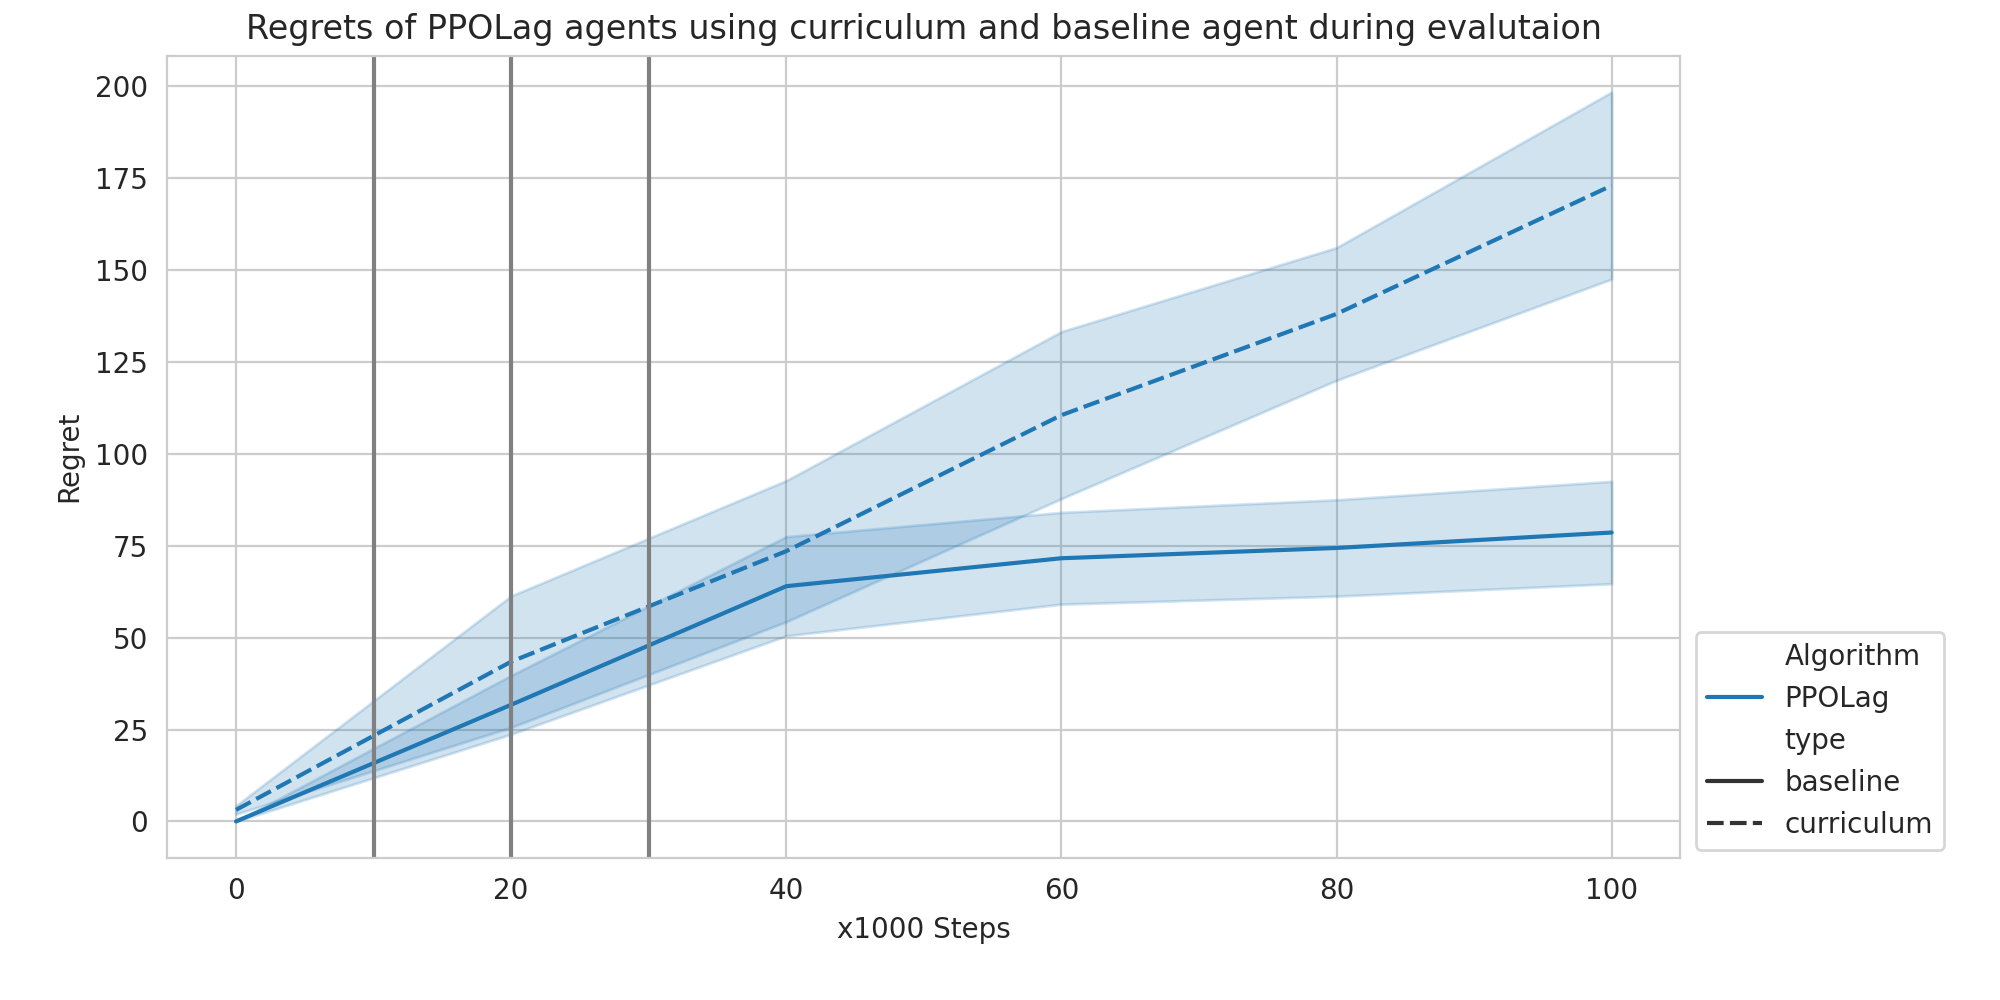 Regrets of PPOLag agents using curriculum and baseline agent during evalutaion
200
175
150
125
100
75
50
25
0
Regret
0 20 40 60 80 100
x1000 Steps
Algorithm
PPOLag
type
baseline
curriculum